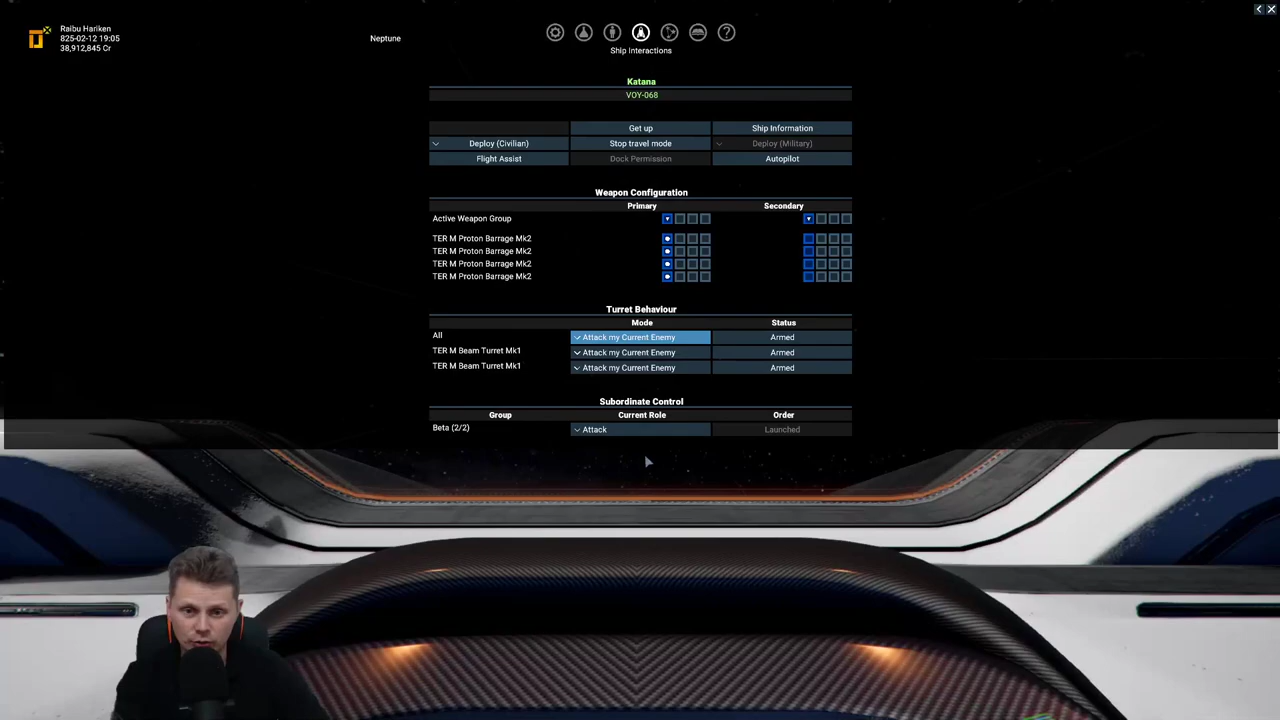 Raibu Hariken
825-02-12 19:05
38,912,845 Cr
Neptune
Ship Interactions
Katana
VOY-068
Get up
Ship Information
Deploy (Civilian)
Stop travel mode
Deploy (Military)
Flight Assist
Dock Permission
Autopilot
Weapon Configuration
Primary
Secondary
Active Weapon Group
TER M Proton Barrage Mk2
TER M Proton Barrage Mk2
TER M Proton Barrage Mk2
TER M Proton Barrage Mk2
Turret Behaviour
Mode
Status
All
Attack my Current Enemy
Armed
TER M Beam Turret Mk1
Attack my Current Enemy
Armed
TER M Beam Turret Mk1
Attack my Current Enemy
Armed
Subordinate Control
Group
Current Role
Order
Beta (2/2)
Attack
Launched